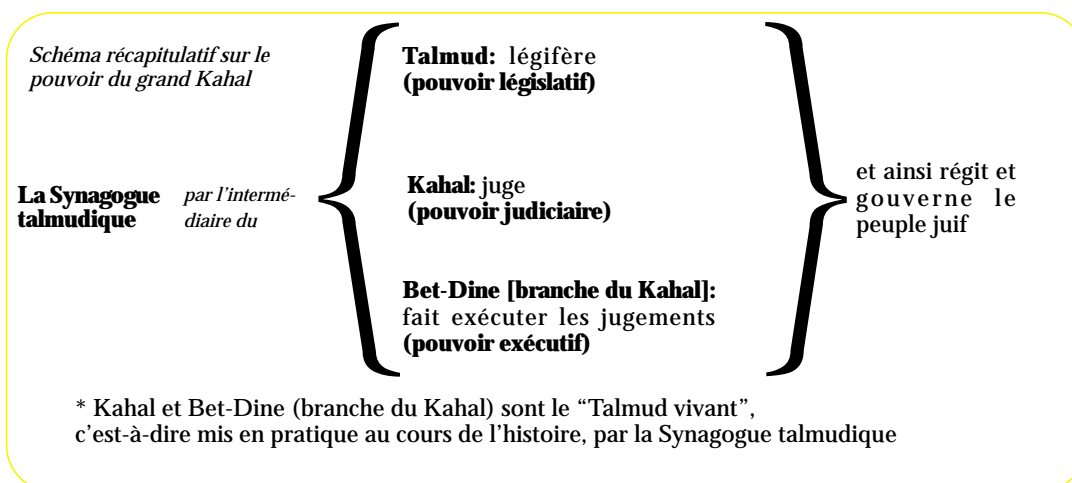 Schéma récapitulatif sur le
pouvoir du grand Kahal
La Synagogue
talmudique
par l'intermé-
diaire du
Talmud: légifère
(pouvoir législatif)
Kahal: juge
(pouvoir judiciaire)
Bet-Dine [branche du Kahal]:
fait exécuter les jugements
(pouvoir exécutif)
et ainsi régit et
gouverne le
peuple juif
* Kahal et Bet-Dine (branche du Kahal) sont le “Talmud vivant”,
c'est-à-dire mis en pratique au cours de l'histoire, par la Synagogue talmudique